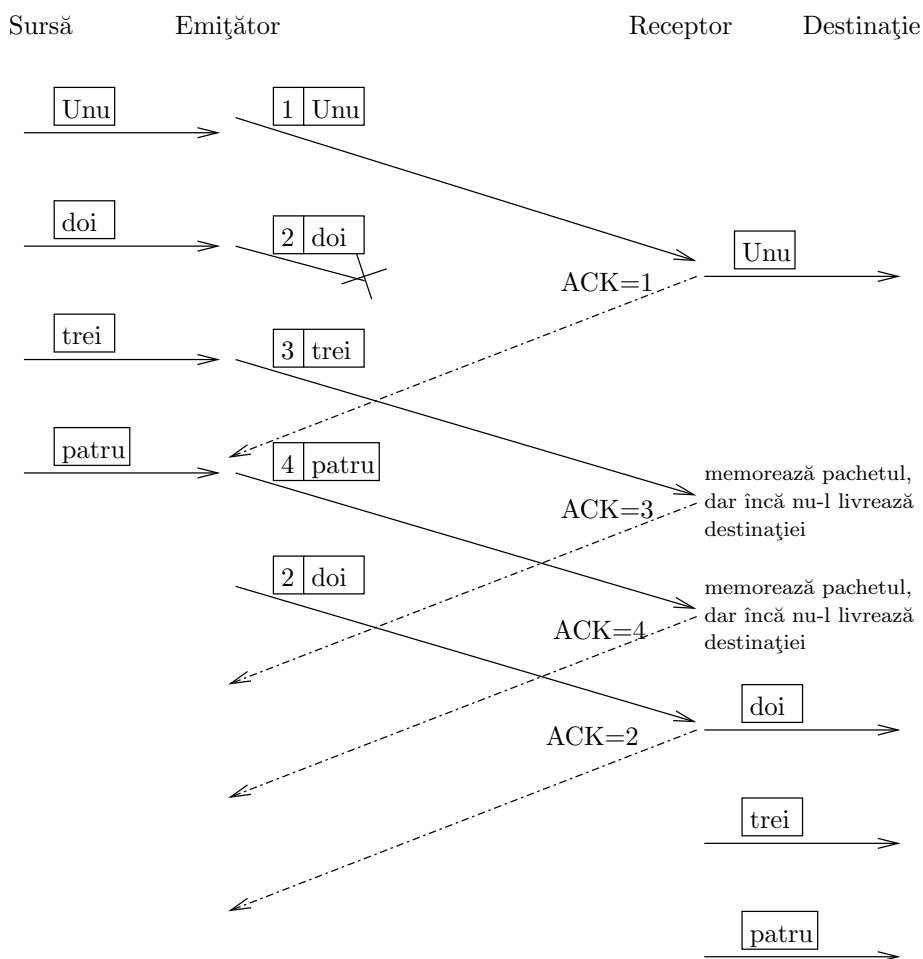 Sursă Emiţător Receptor Destinaţie
Unu 1 Unu
doi 2 doi Unu
ACK=1
trei 3 trei
patru 4 patru
memorează pachetul,
dar încă nu-l livrează
destinaţiei
ACK=3
2 doi
memorează pachetul,
dar încă nu-l livrează
destinaţiei
ACK=4
doi
ACK=2
trei
patru